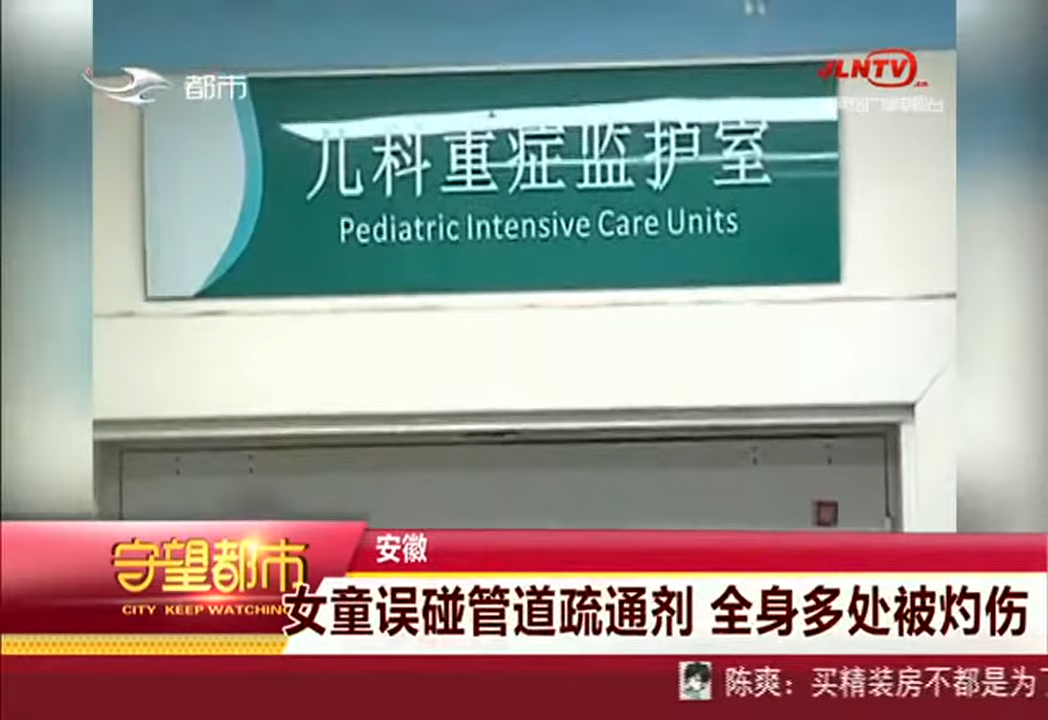 都市
JLNTV
儿科重症监护室
Pediatric Intensive Care Units
安徽
守望都市
CITY KEEP WATCHING
女童误碰管道疏通剂 全身多处被灼伤
陈爽：买精装房不都是为了